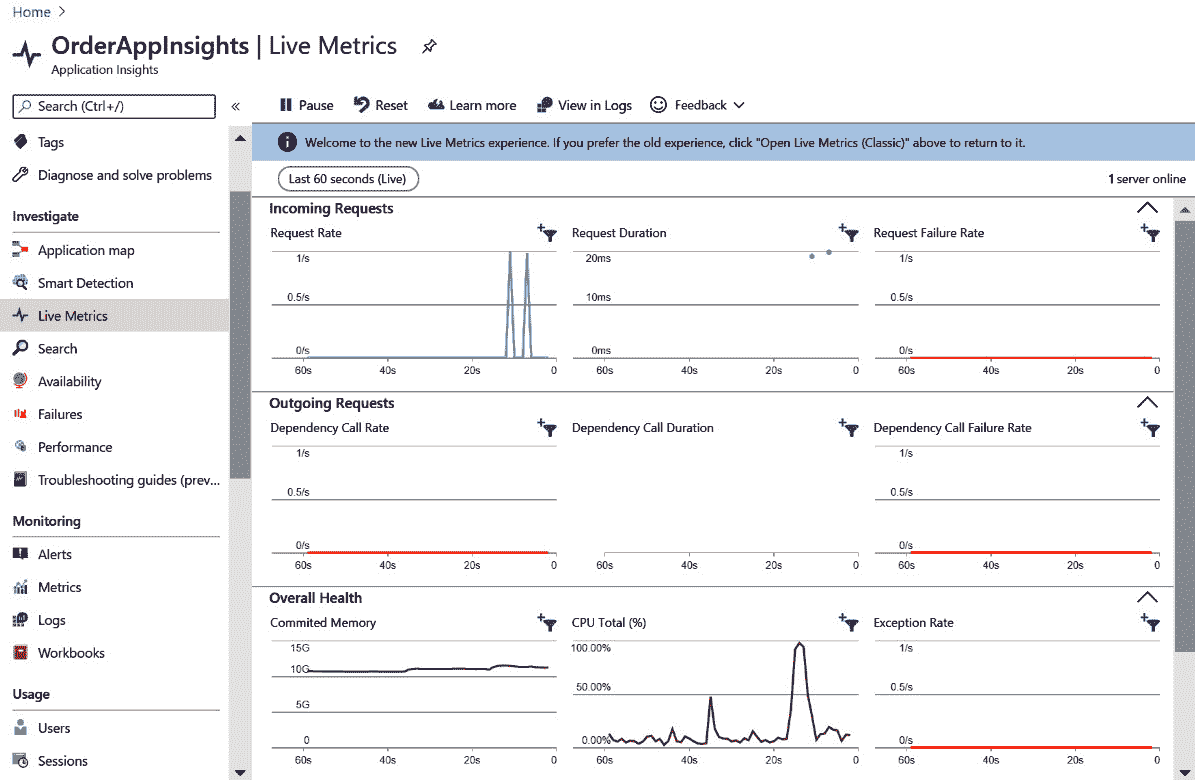 Home >
OrderAppInsights | Live Metrics
Application Insights
Search (Ctrl+/)
«
Tags
Diagnose and solve problems
Investigate
Application map
Smart Detection
Live Metrics
Search
Availability
Failures
Performance
Troubleshooting guides (prev...
Monitoring
Alerts
Metrics
Logs
Workbooks
Usage
Users
Sessions
Pause Reset Learn more View in Logs Feedback
Welcome to the new Live Metrics experience. If you prefer the old experience, click "Open Live Metrics (Classic)" above to return to it.
Last 60 seconds (Live)
1 server online
Incoming Requests
Request Rate
1/s
0.5/s
0/s
60s 40s 20s 0
Request Duration
20ms
10ms
0ms
60s 40s 20s 0
Request Failure Rate
1/s
0.5/s
0/s
60s 40s 20s 0
Outgoing Requests
Dependency Call Rate
1/s
0.5/s
0/s
60s 40s 20s 0
Dependency Call Duration
60s 40s 20s 0
Dependency Call Failure Rate
1/s
0.5/s
0/s
60s 40s 20s 0
Overall Health
Commited Memory
15G
10G
5G
0
60s 40s 20s 0
CPU Total (%)
100.00%
50.00%
0.00%
60s 40s 20s 0
Exception Rate
1/s
0.5/s
0/s
60s 40s 20s 0